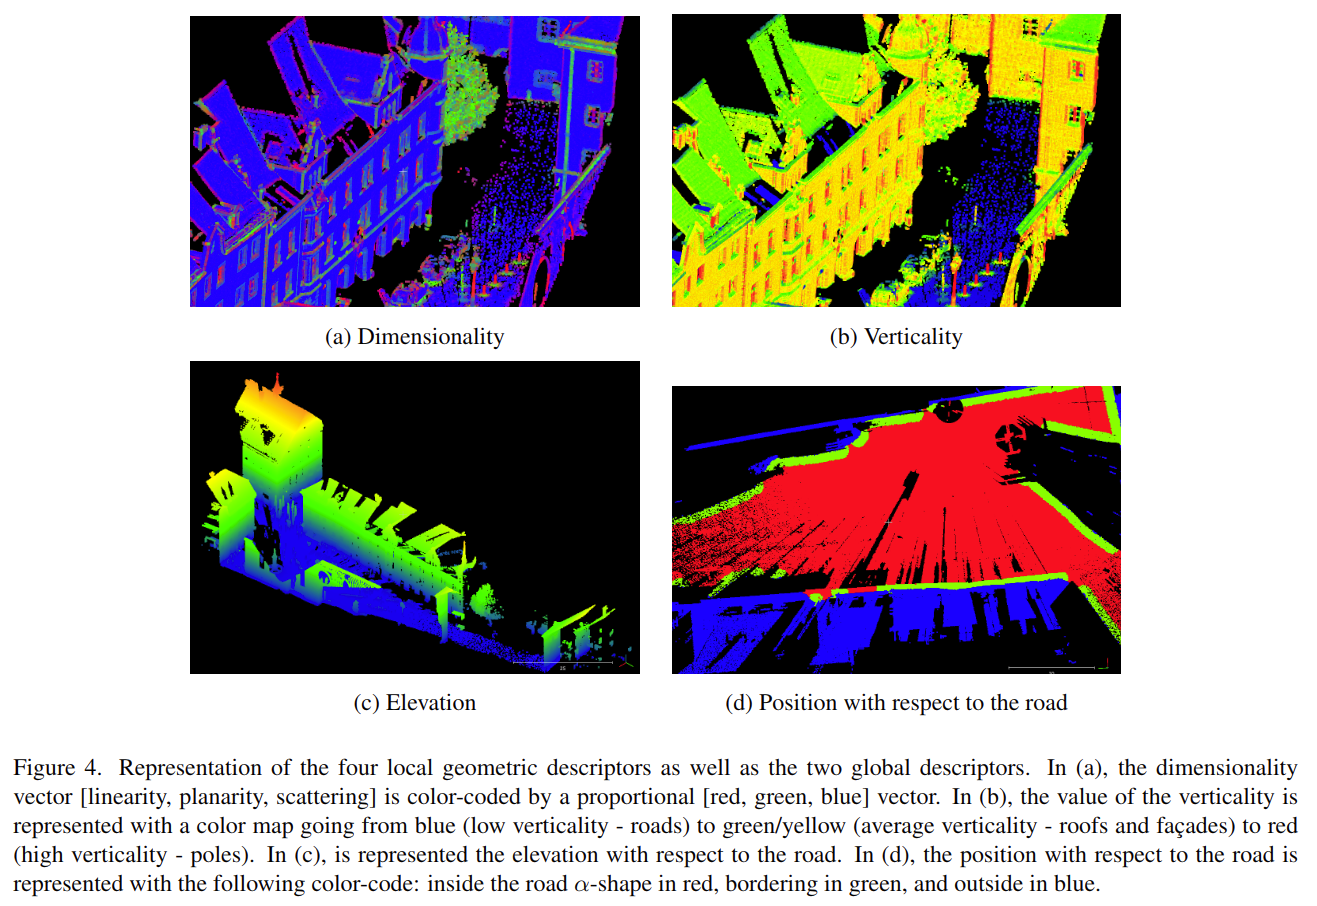 (a) Dimensionality
(b) Verticality
(c) Elevation
(d) Position with respect to the road
Figure 4. Representation of the four local geometric descriptors as well as the two global descriptors. In (a), the dimensionality
vector [linearity, planarity, scattering] is color-coded by a proportional [red, green, blue] vector. In (b), the value of the verticality is
represented with a color map going from blue (low verticality - roads) to green/yellow (average verticality - roofs and façades) to red
(high verticality - poles). In (c), is represented the elevation with respect to the road. In (d), the position with respect to the road is
represented with the following color-code: inside the road α-shape in red, bordering in green, and outside in blue.